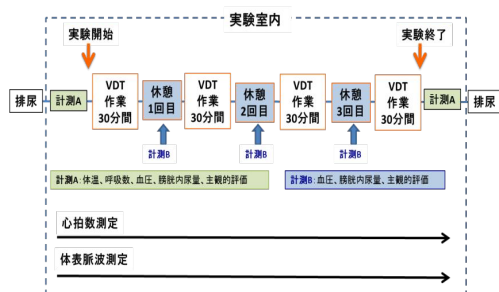 実験室内
実験開始
実験終了
排尿
計測A
VDT
作業
30分間
休憩
1回目
VDT
作業
30分間
休憩
2回目
VDT
作業
30分間
休憩
3回目
VDT
作業
30分間
計測A
排尿
計測B
計測B
計測B
計測A:体温、呼吸数、血圧、膀胱内尿量、主観的評価
計測B:血圧、膀胱内尿量、主観的評価
心拍数測定
体表脈波測定